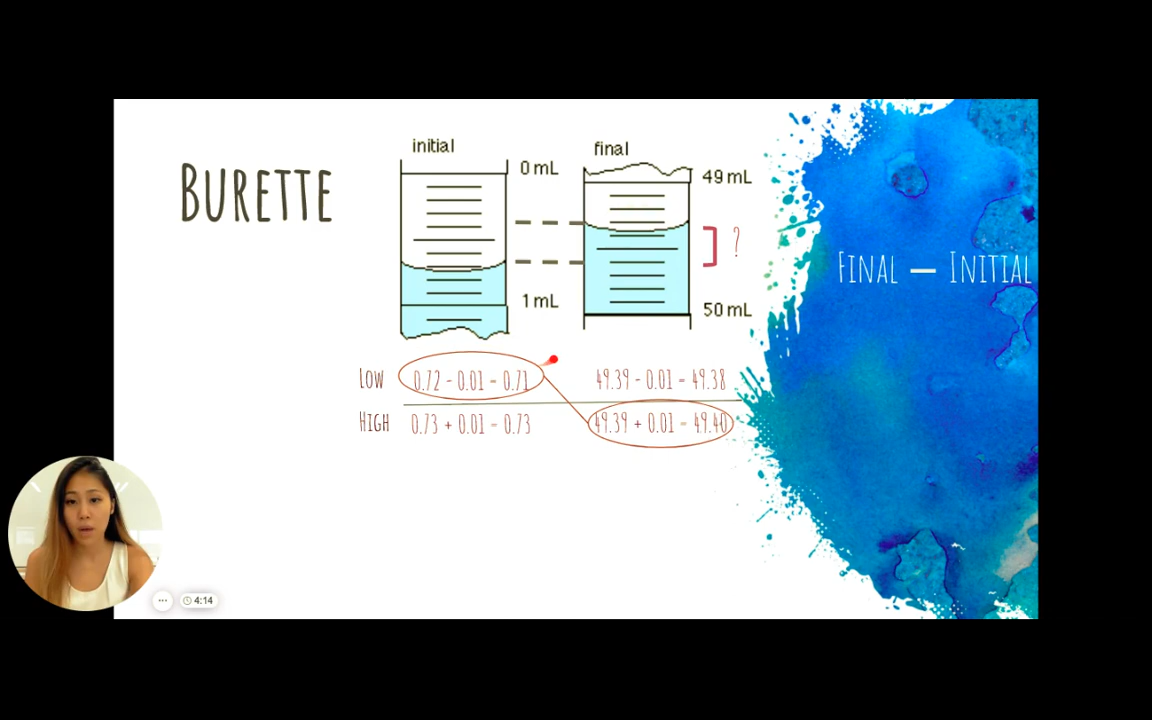 BURETTE
initial
0 mL
1 mL
final
49 mL
50 mL
?
FINAL — INITIAL
LOW 0.72 - 0.01 = 0.71 49.39 - 0.01 = 49.38
HIGH 0.73 + 0.01 = 0.73 49.39 + 0.01 = 49.40
4:14